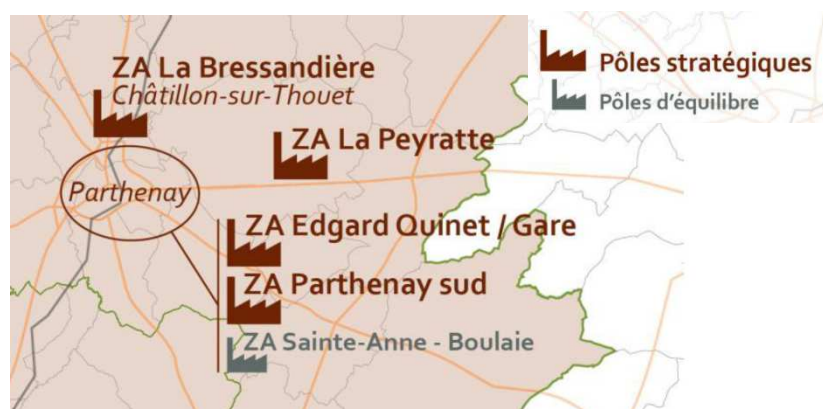 ZA La Bressandière
Châtillon-sur-Thouet
Pôles stratégiques
Pôles d'équilibre
ZA La Peyratte
Parthenay
ZA Edgard Quinet / Gare
ZA Parthenay sud
ZA Sainte-Anne - Boulaie